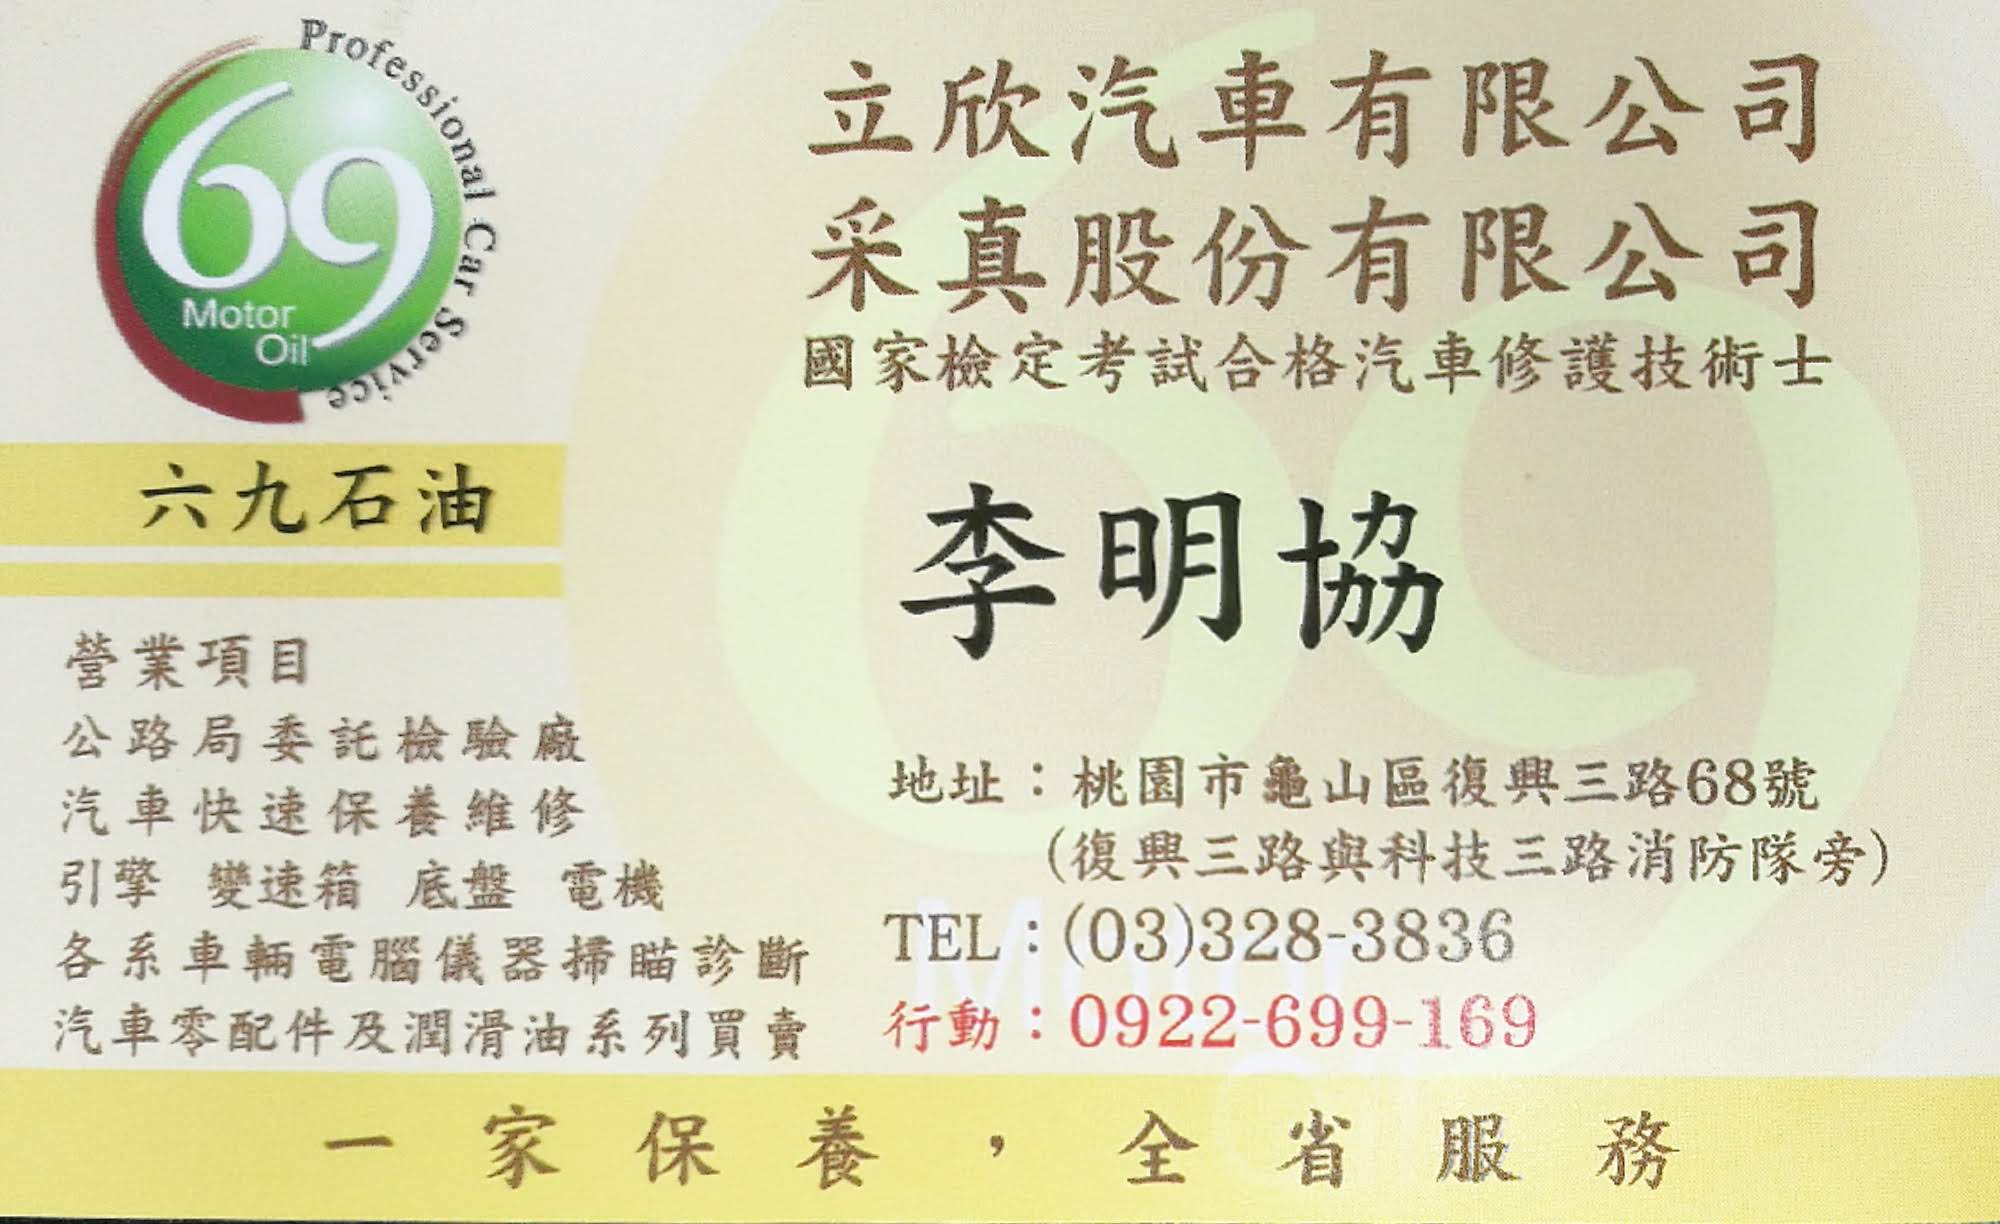 Professional Car Service
69
Motor
Oil
六九石油
營業項目
公路局委託檢驗廠
汽車快速保養維修
引擎 變速箱 底盤 電機
各系車輛電腦儀器掃瞄診斷
汽車零配件及潤滑油系列買賣
立欣汽車有限公司
采真股份有限公司
國家檢定考試合格汽車修護技術士
李明協
地址：桃園市龜山區復興三路68號
(復興三路與科技三路消防隊旁)
TEL：(03)328-3836
行動：0922-699-169
一家保養，全省服務